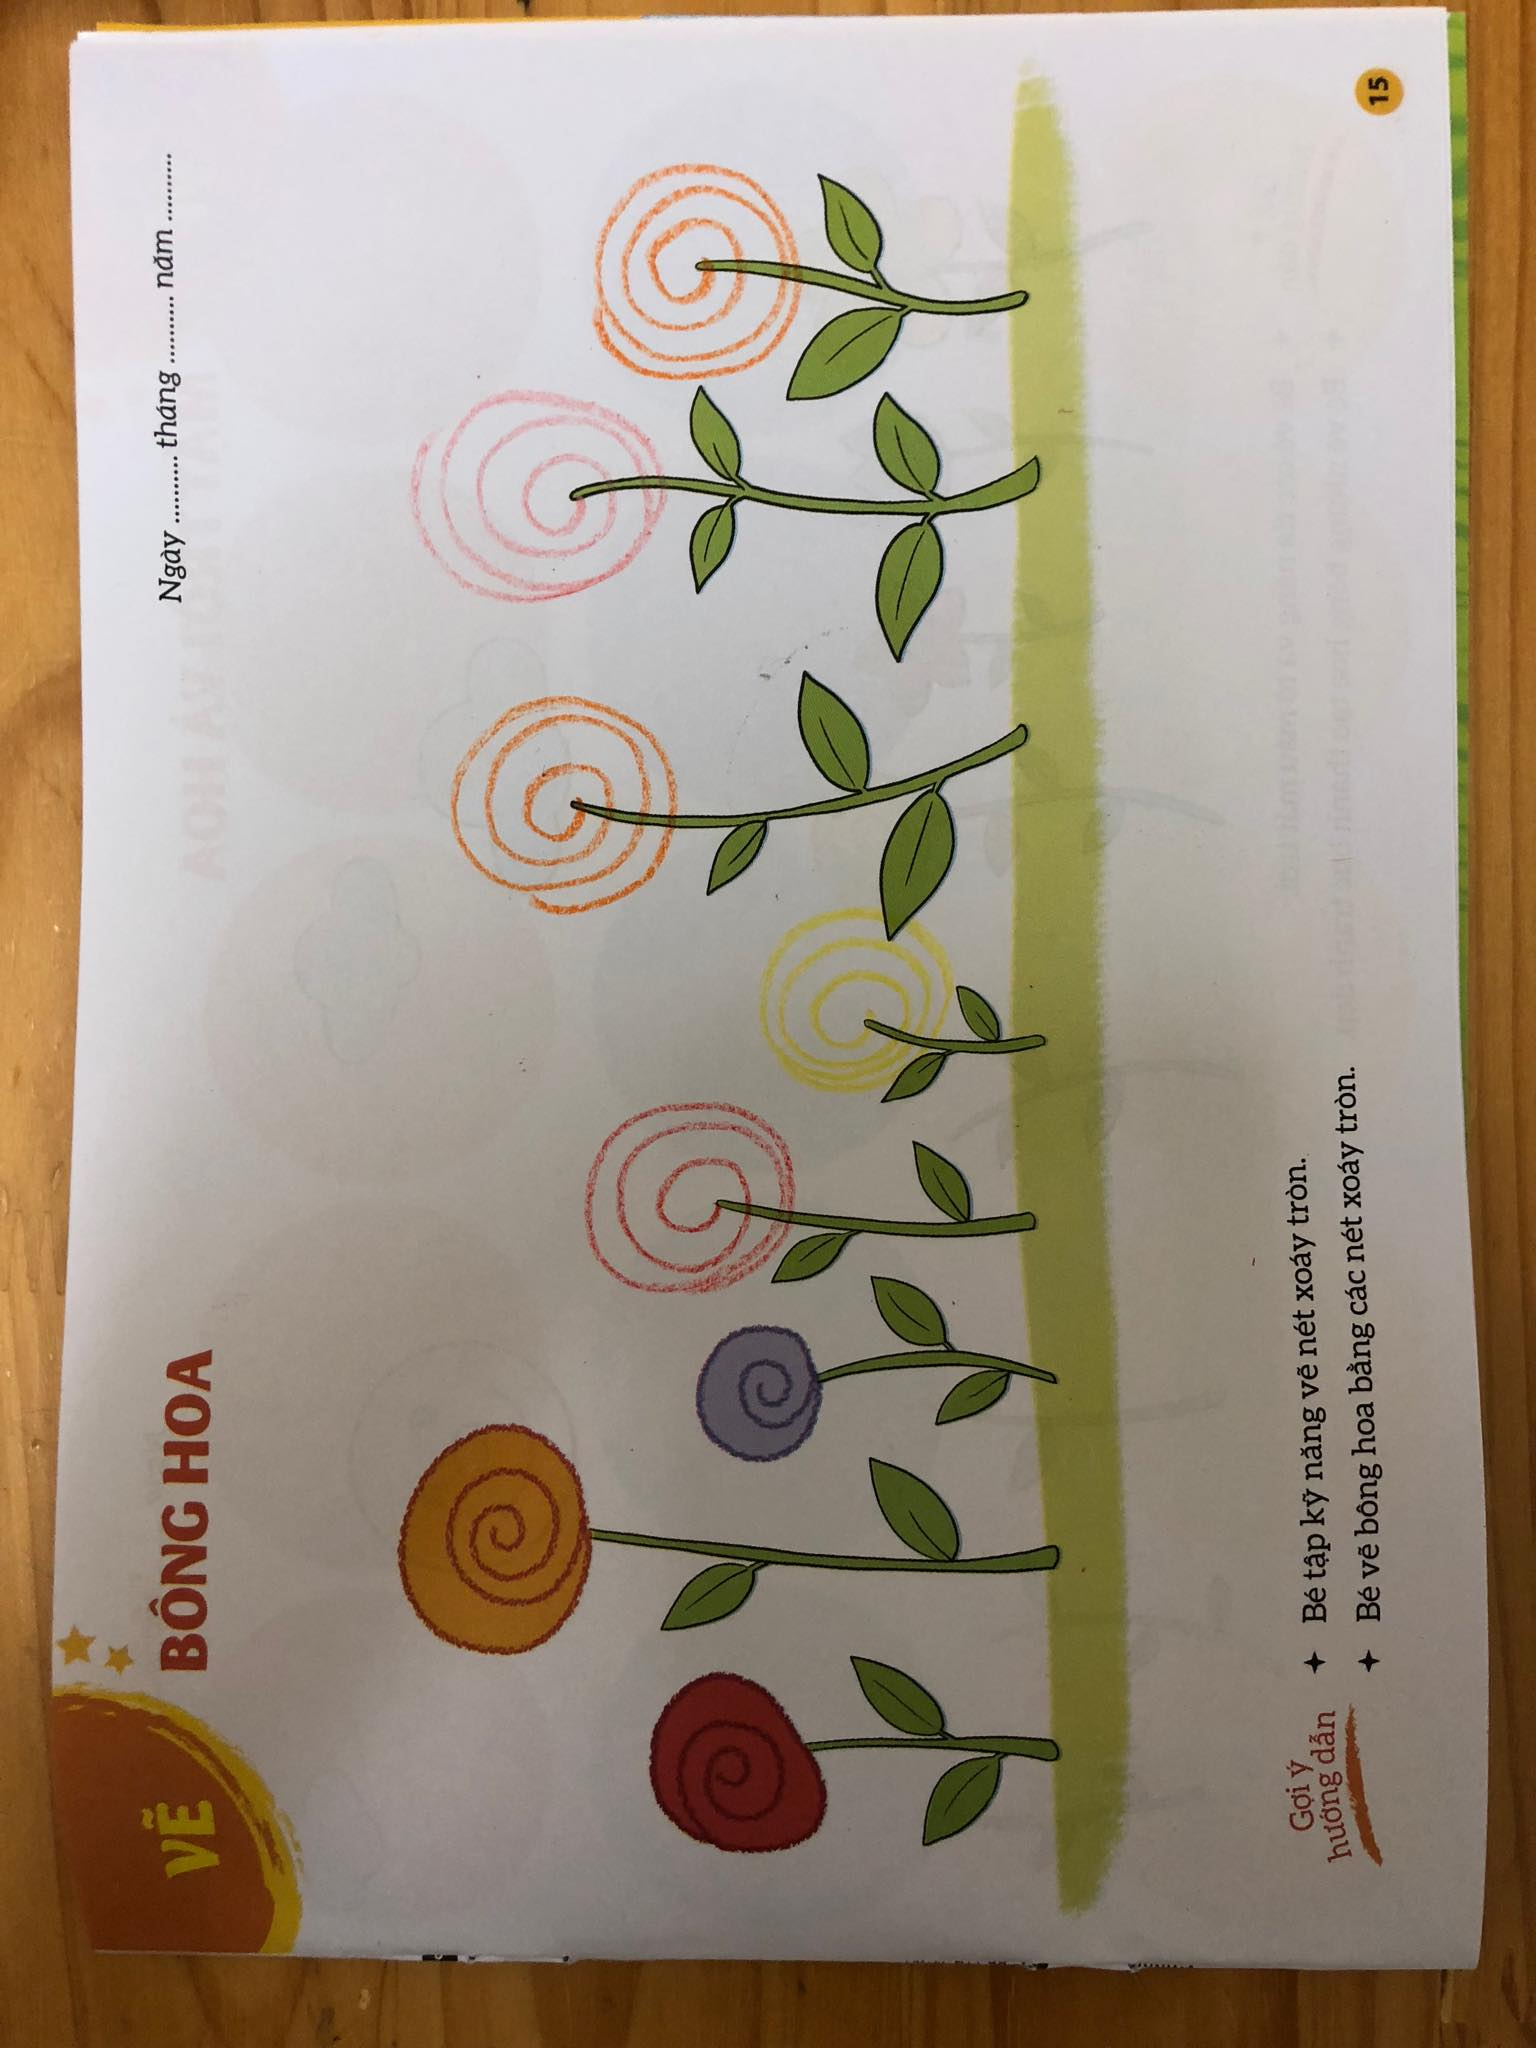 VẼ
BÔNG HOA
Ngày .......... tháng .......... năm ..........
Gợi ý
hướng dẫn
✦ Bé tập kỹ năng vẽ nét xoáy tròn.
✦ Bé vẽ bông hoa bằng các nét xoáy tròn.
15